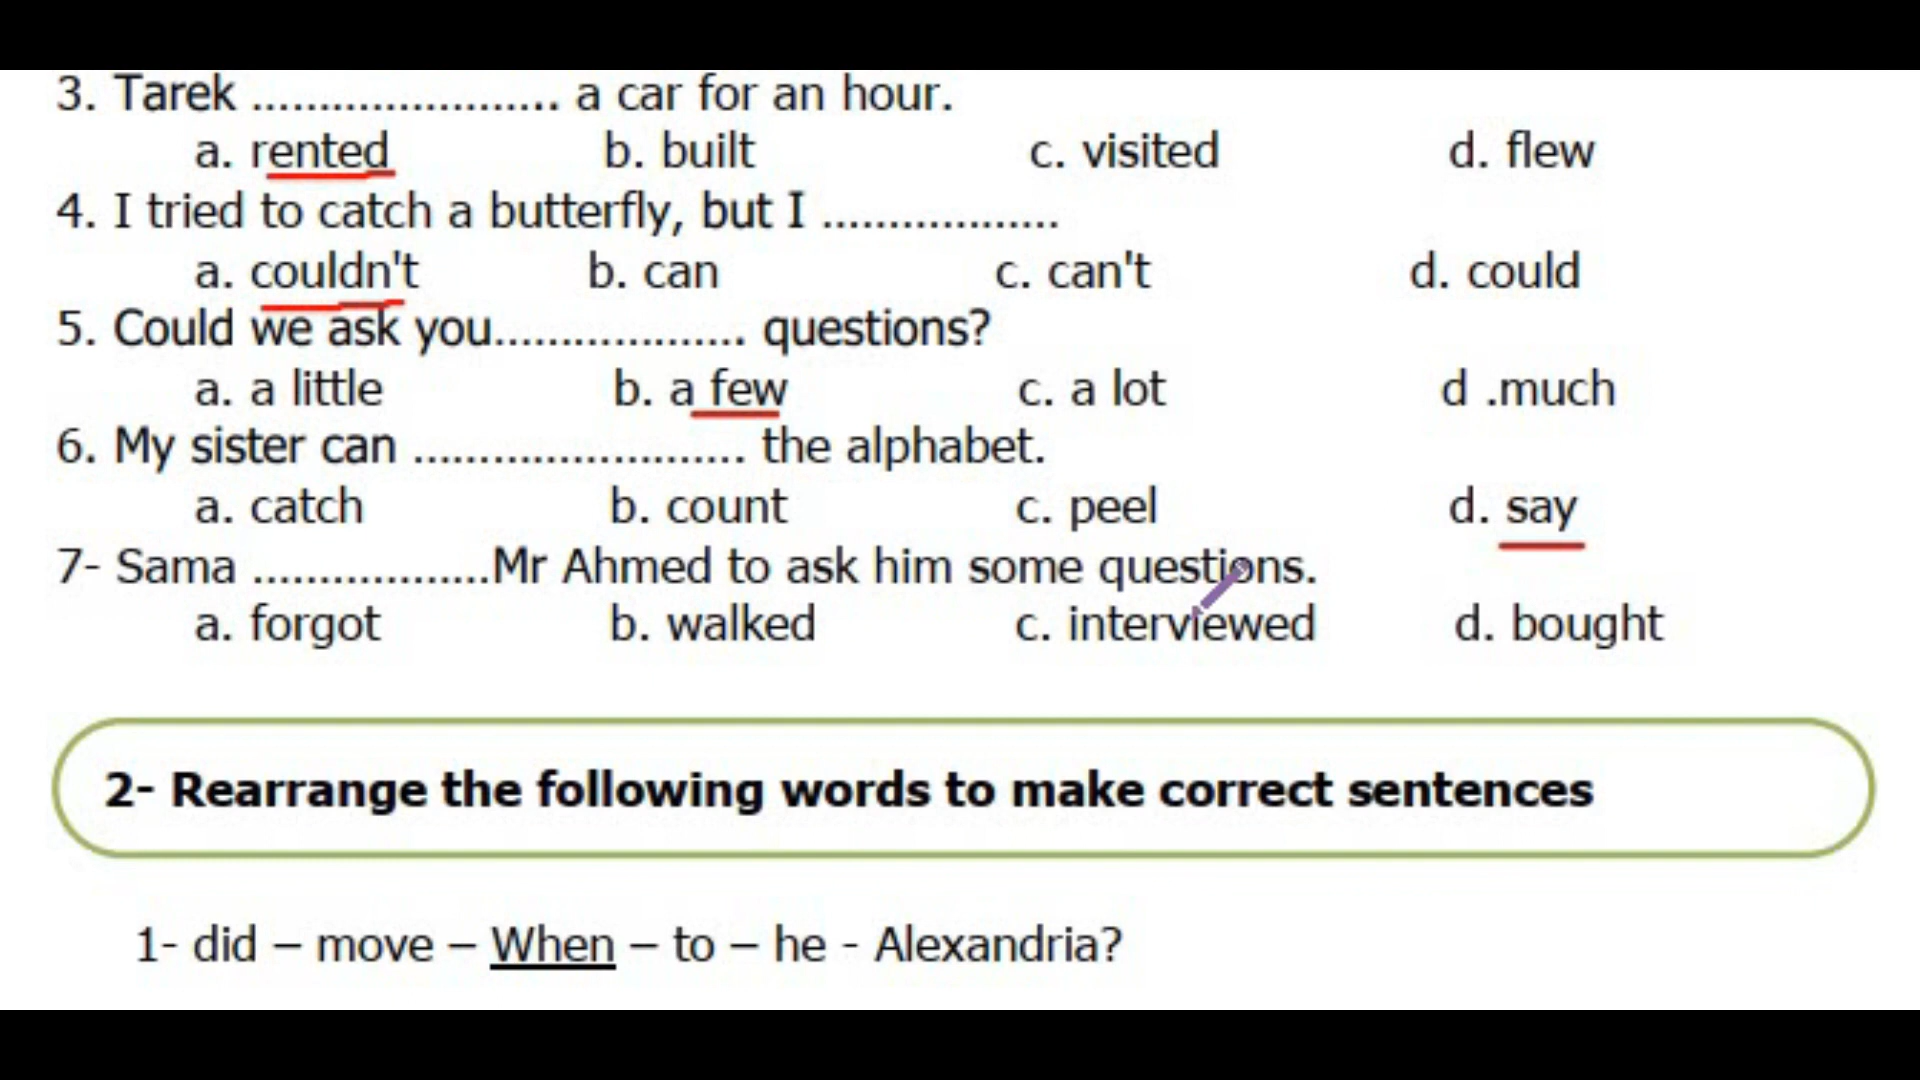 3. Tarek ....................... a car for an hour.
a. rented b. built c. visited d. flew
4. I tried to catch a butterfly, but I ..................
a. couldn't b. can c. can't d. could
5. Could we ask you................... questions?
a. a little b. a few c. a lot d .much
6. My sister can ......................... the alphabet.
a. catch b. count c. peel d. say
7- Sama ..................Mr Ahmed to ask him some questions.
a. forgot b. walked c. interviewed d. bought
2- Rearrange the following words to make correct sentences
1- did – move – When – to – he - Alexandria?